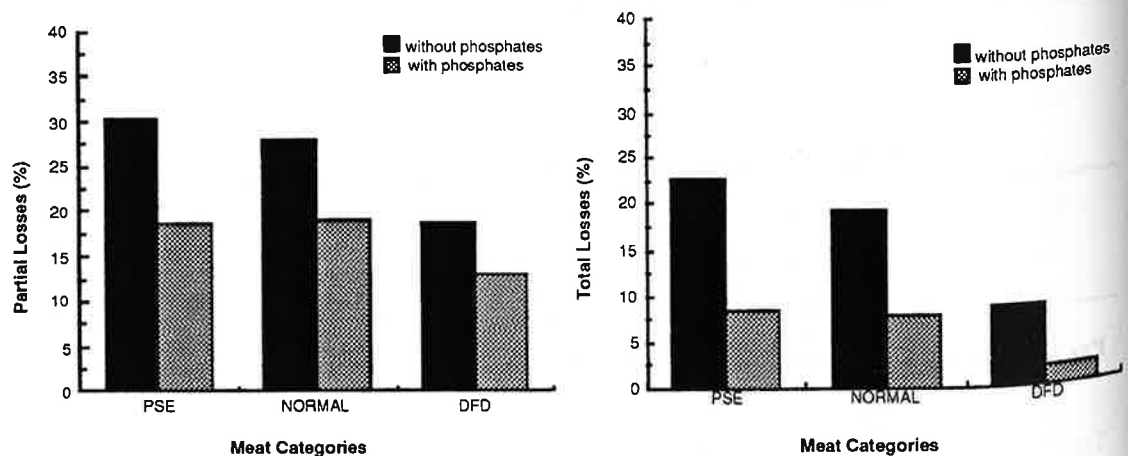 40
35
30
25
20
15
10
5
0
Partial Losses (%)
without phosphates
with phosphates
PSE NORMAL DFD
Meat Categories
40
35
30
25
20
15
10
5
0
Total Losses (%)
without phosphates
with phosphates
PSE NORMAL DFD
Meat Categories